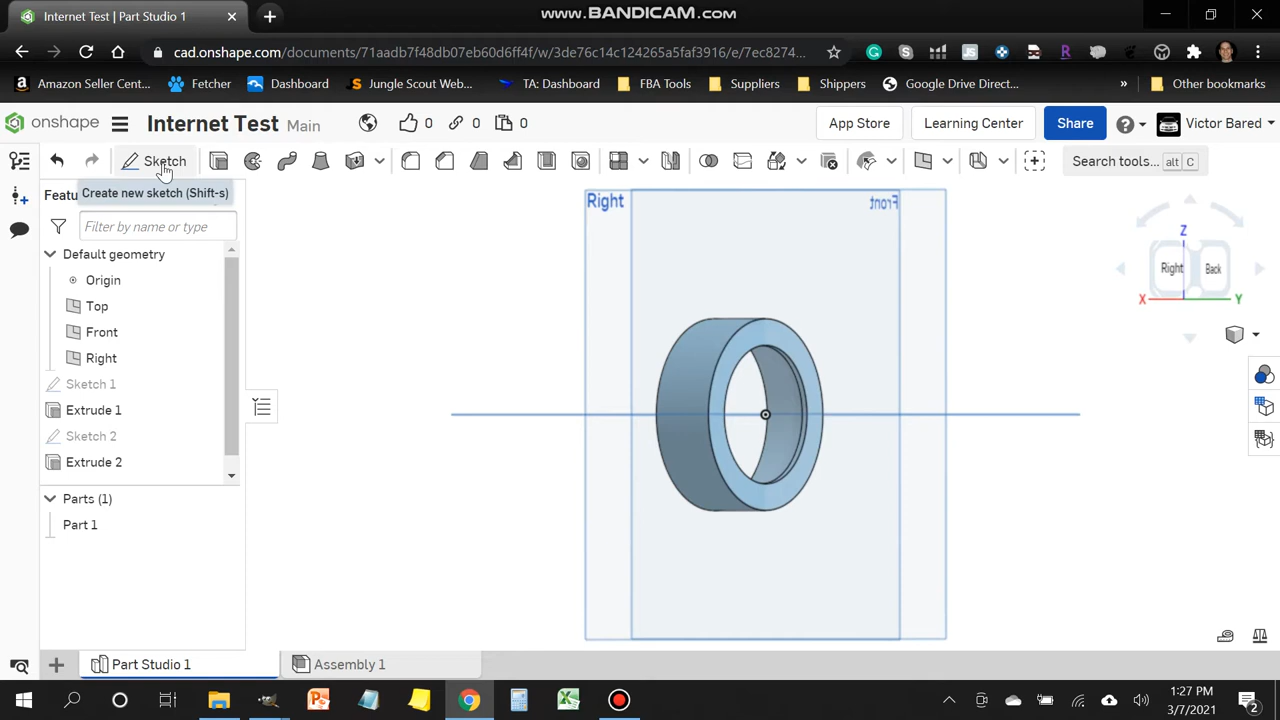 Internet Test | Part Studio 1
WWW.BANDICAM.COM
cad.onshape.com/documents/71aadb7f48db07eb60d6ff4f/w/3de76c14c124265a5faf3916/e/7ec8274...
Amazon Seller Cent...
Fetcher
Dashboard
Jungle Scout Web...
TA: Dashboard
FBA Tools
Suppliers
Shippers
Google Drive Direct...
»
Other bookmarks
onshape
Internet Test Main
0
0
0
App Store
Learning Center
Share
Victor Bared
Sketch
Search tools... alt C
Create new sketch (Shift-s)
Featu
Filter by name or type
Default geometry
Origin
Top
Front
Right
Sketch 1
Extrude 1
Sketch 2
Extrude 2
Parts (1)
Part 1
Right
Front
Z
Right
Back
X
Y
Part Studio 1
Assembly 1
1:27 PM
3/7/2021
2